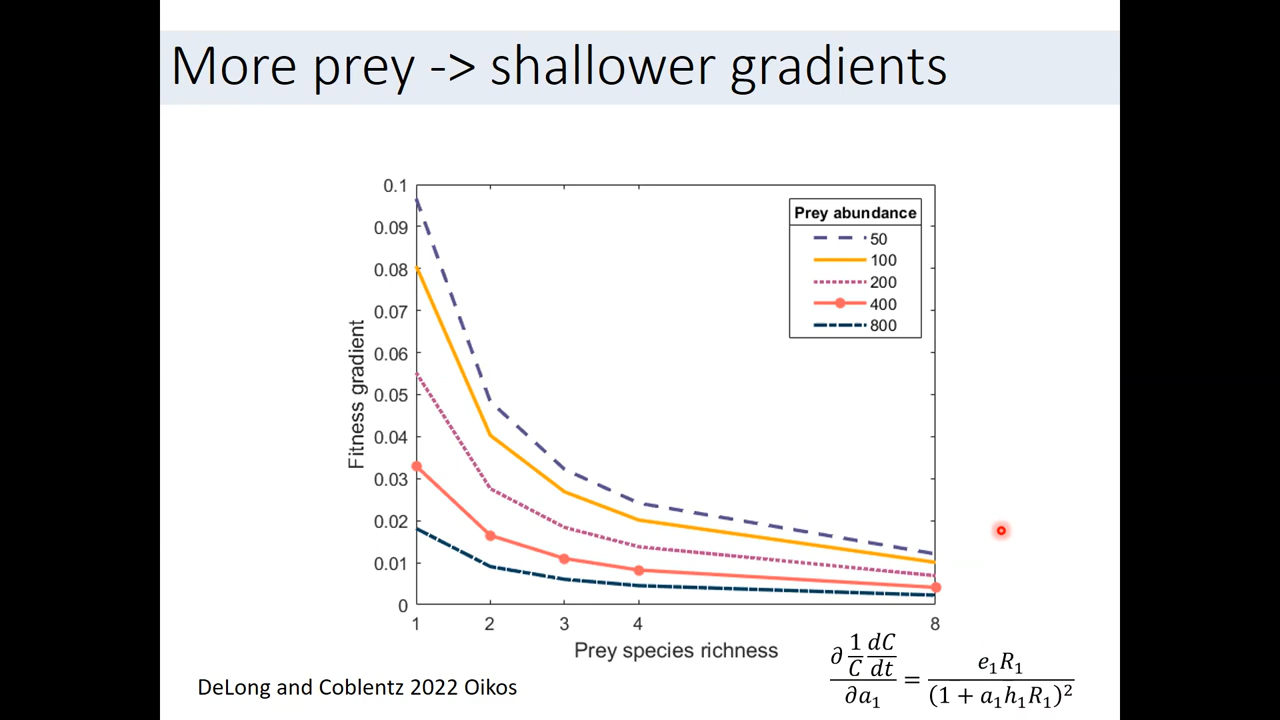 More prey -> shallower gradients
0.1
0.09
0.08
0.07
0.06
0.05
0.04
0.03
0.02
0.01
0
Fitness gradient
Prey abundance
50
100
200
400
800
1 2 3 4 8
Prey species richness
DeLong and Coblentz 2022 Oikos
∂ 1/C dC/dt / ∂a₁ = e₁R₁ / (1 + a₁h₁R₁)²